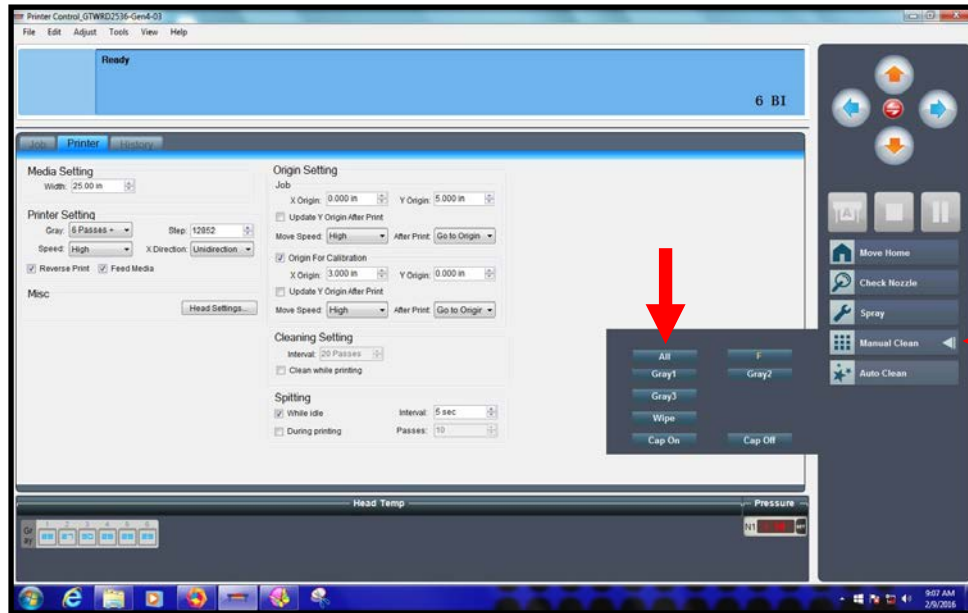 Printer Control_GTWRD2536-Gen4-03
File Edit Adjust Tools View Help
Ready
6 BI
Job Printer History
Media Setting
Width: 25.00 in
Printer Setting
Gray: 6 Passes + Step: 12852
Speed: High X Direction: Unidirection
Reverse Print Feed Media
Misc
Head Settings...
Origin Setting
Job
X Origin: 0.000 in Y Origin: 5.000 in
Update Y Origin After Print
Move Speed: High After Print: Go to Origin
Origin For Calibration
X Origin: 3.000 in Y Origin: 0.000 in
Update Y Origin After Print
Move Speed: High After Print: Go to Origin
Cleaning Setting
Interval: 20 Passes
Clean while printing
Spitting
While idle Interval: 5 sec
During printing Passes: 10
All F
Gray1 Gray2
Gray3
Wipe
Cap On Cap Off
A
Move Home
Check Nozzle
Spray
Manual Clean
Auto Clean
Head Temp
Pressure
Gray
1 2 3 4 5 6
N1
SET
9:07 AM
2/9/2016